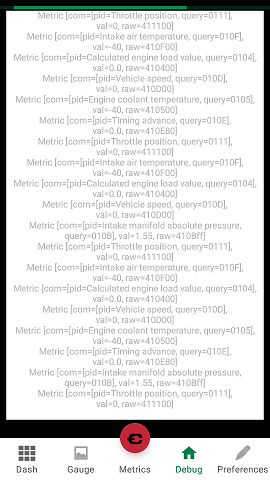 Metric [com=[pid=Throttle position, query=0111],
val=0, raw=411100]
Metric [com=[pid=Intake air temperature, query=010F],
val=-40, raw=410F00]
Metric [com=[pid=Calculated engine load value, query=0104],
val=0.0, raw=410400]
Metric [com=[pid=Vehicle speed, query=010D],
val=0, raw=410D00]
Metric [com=[pid=Engine coolant temperature, query=0105],
val=-40, raw=410500]
Metric [com=[pid=Timing advance, query=010E],
val=0.0, raw=410E80]
Metric [com=[pid=Throttle position, query=0111],
val=0, raw=411100]
Metric [com=[pid=Intake air temperature, query=010F],
val=-40, raw=410F00]
Metric [com=[pid=Calculated engine load value, query=0104],
val=0.0, raw=410400]
Metric [com=[pid=Vehicle speed, query=010D],
val=0, raw=410D00]
Metric [com=[pid=Intake manifold absolute pressure,
query=010B], val=1.55, raw=410Bff]
Metric [com=[pid=Throttle position, query=0111],
val=0, raw=411100]
Metric [com=[pid=Intake air temperature, query=010F],
val=-40, raw=410F00]
Metric [com=[pid=Calculated engine load value, query=0104],
val=0.0, raw=410400]
Metric [com=[pid=Vehicle speed, query=010D],
val=0, raw=410D00]
Metric [com=[pid=Engine coolant temperature, query=0105],
val=-40, raw=410500]
Metric [com=[pid=Timing advance, query=010E],
val=0.0, raw=410E80]
Metric [com=[pid=Intake manifold absolute pressure,
query=010B], val=1.55, raw=410Bff]
Metric [com=[pid=Throttle position, query=0111],
val=0, raw=411100]
Dash Gauge Metrics Debug Preferences